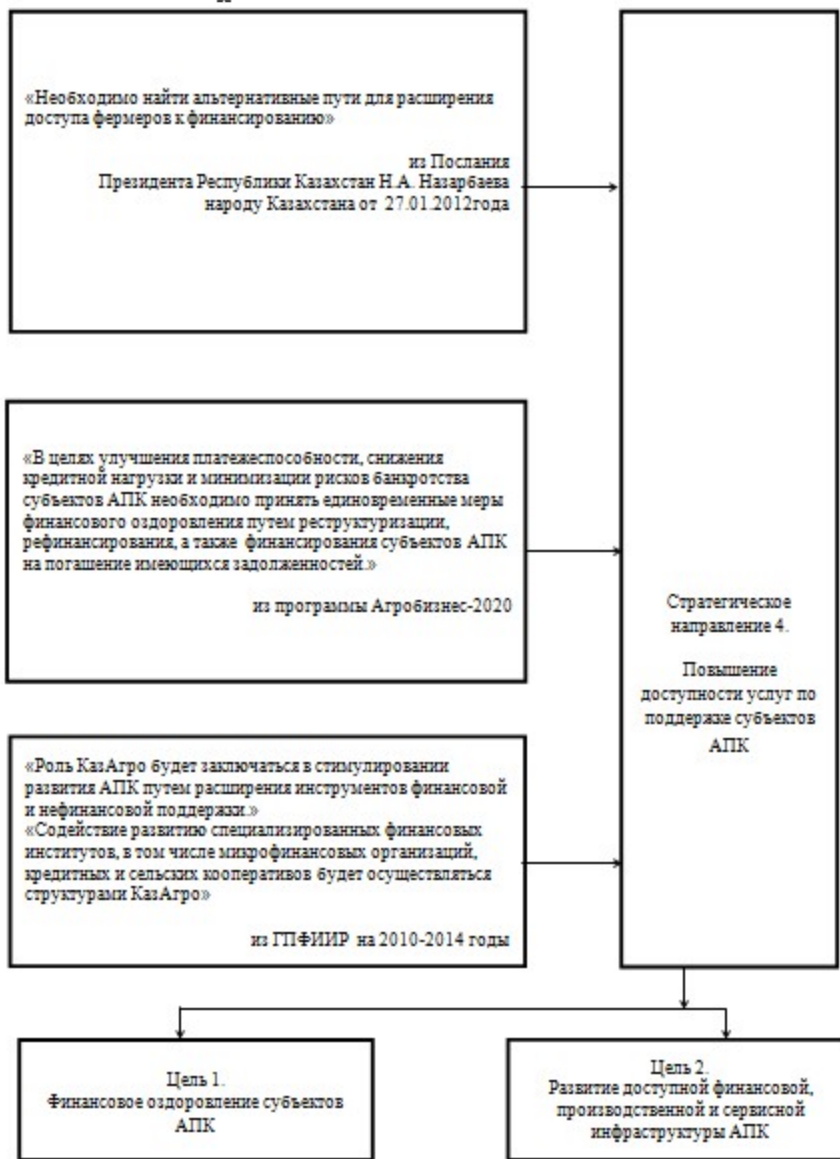 «Необходимо найти альтернативные пути для расширения
доступа фермеров к финансированию»
из Послания
Президента Республики Казахстан Н.А. Назарбаева
народу Казахстана от 27.01.2012года
«В целях улучшения платежеспособности, снижения
кредитной нагрузки и минимизации рисков банкротства
субъектов АПК необходимо принять единовременные меры
финансового оздоровления путем реструктуризации,
рефинансирования, а также финансирования субъектов АПК
на погашение имеющихся задолженностей.»
из программы Агробизнес-2020
«Роль КазАгро будет заключаться в стимулировании
развития АПК путем расширения инструментов финансовой
и нефинансовой поддержки.»
«Содействие развитию специализированных финансовых
институтов, в том числе микрофинансовых организаций,
кредитных и сельских кооперативов будет осуществляться
структурами КазАгро»
из ГПФИИР на 2010-2014 годы
Стратегическое
направление 4.
Повышение
доступности услуг по
поддержке субъектов
АПК
Цель 1.
Финансовое оздоровление субъектов
АПК
Цель 2.
Развитие доступной финансовой,
производственной и сервисной
инфраструктуры АПК